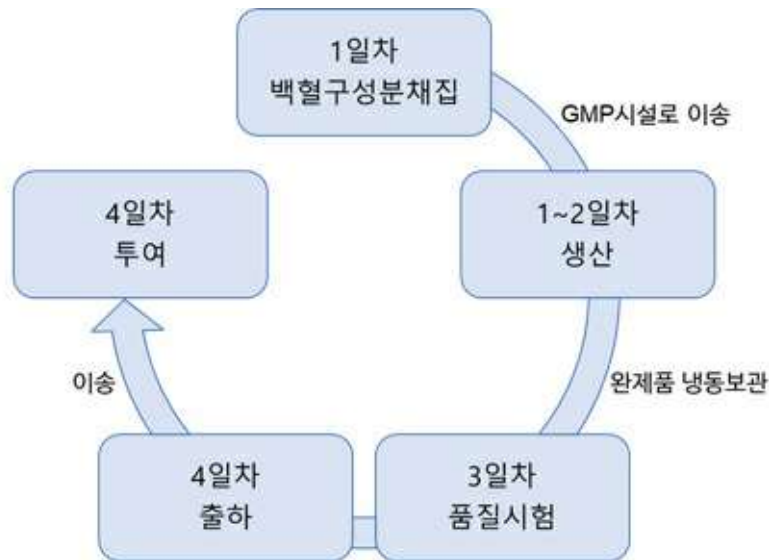 1일차
백혈구성분채집
GMP시설로 이송
1~2일차
생산
완제품 냉동보관
3일차
품질시험
4일차
출하
이송
4일차
투여